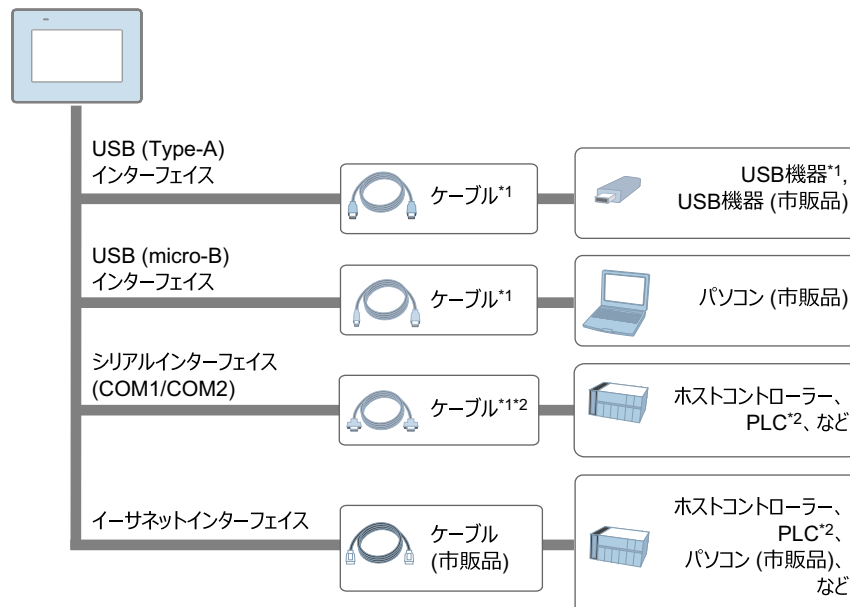 USB (Type-A)
インターフェイス
ケーブル*1
USB機器*1,
USB機器 (市販品)
USB (micro-B)
インターフェイス
ケーブル*1
パソコン (市販品)
シリアルインターフェイス
(COM1/COM2)
ケーブル*1*2
ホストコントローラー、
PLC*2、など
イーサネットインターフェイス
ケーブル
(市販品)
ホストコントローラー、
PLC*2、
パソコン (市販品)、
など